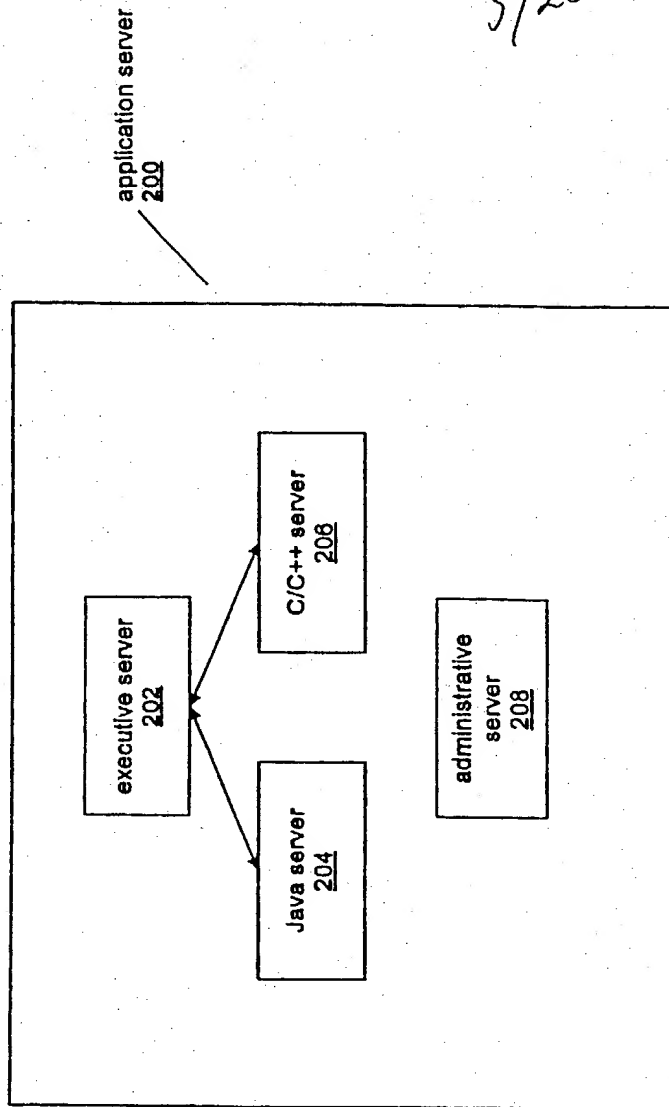 application server
200
executive server
202
Java server
204
C/C++ server
206
administrative
server
208